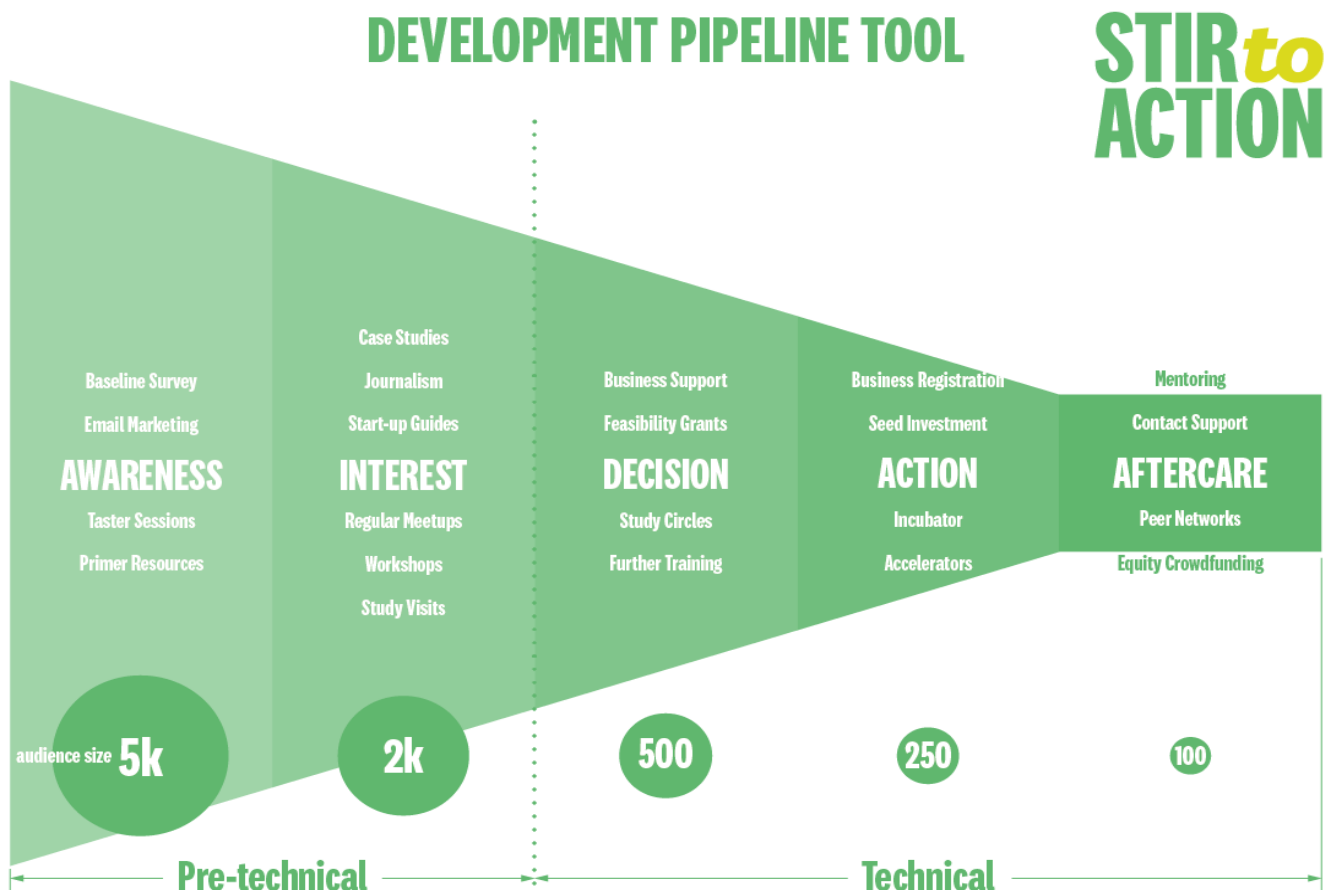 DEVELOPMENT PIPELINE TOOL
STIR to
ACTION
Baseline Survey
Email Marketing
AWARENESS
Taster Sessions
Primer Resources
Case Studies
Journalism
Start-up Guides
INTEREST
Regular Meetups
Workshops
Study Visits
Business Support
Feasibility Grants
DECISION
Study Circles
Further Training
Business Registration
Seed Investment
ACTION
Incubator
Accelerators
Mentoring
Contact Support
AFTERCARE
Peer Networks
Equity Crowdfunding
audience size 5k
2k
500
250
100
Pre-technical
Technical